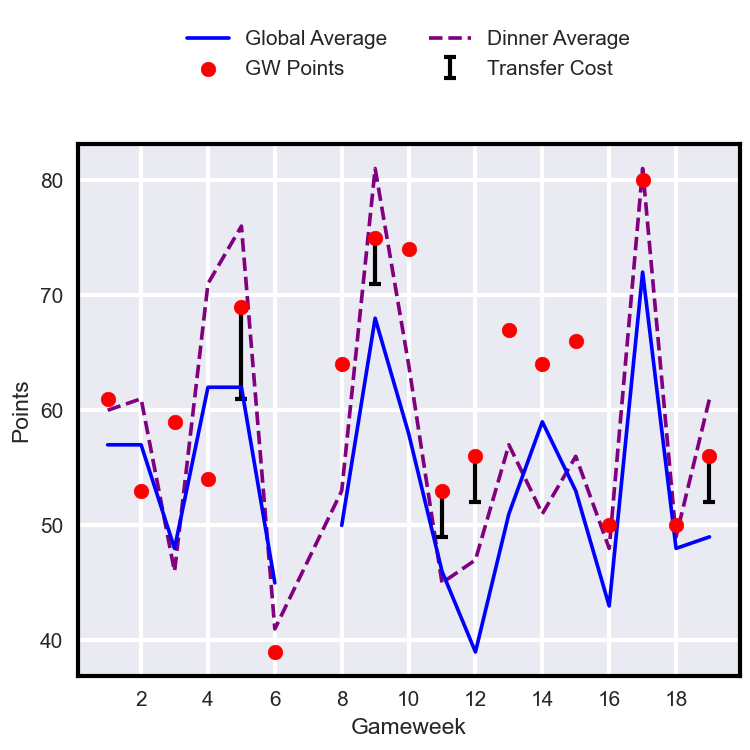 Global Average
Dinner Average
GW Points
Transfer Cost
80
70
60
50
40
Points
2 4 6 8 10 12 14 16 18
Gameweek